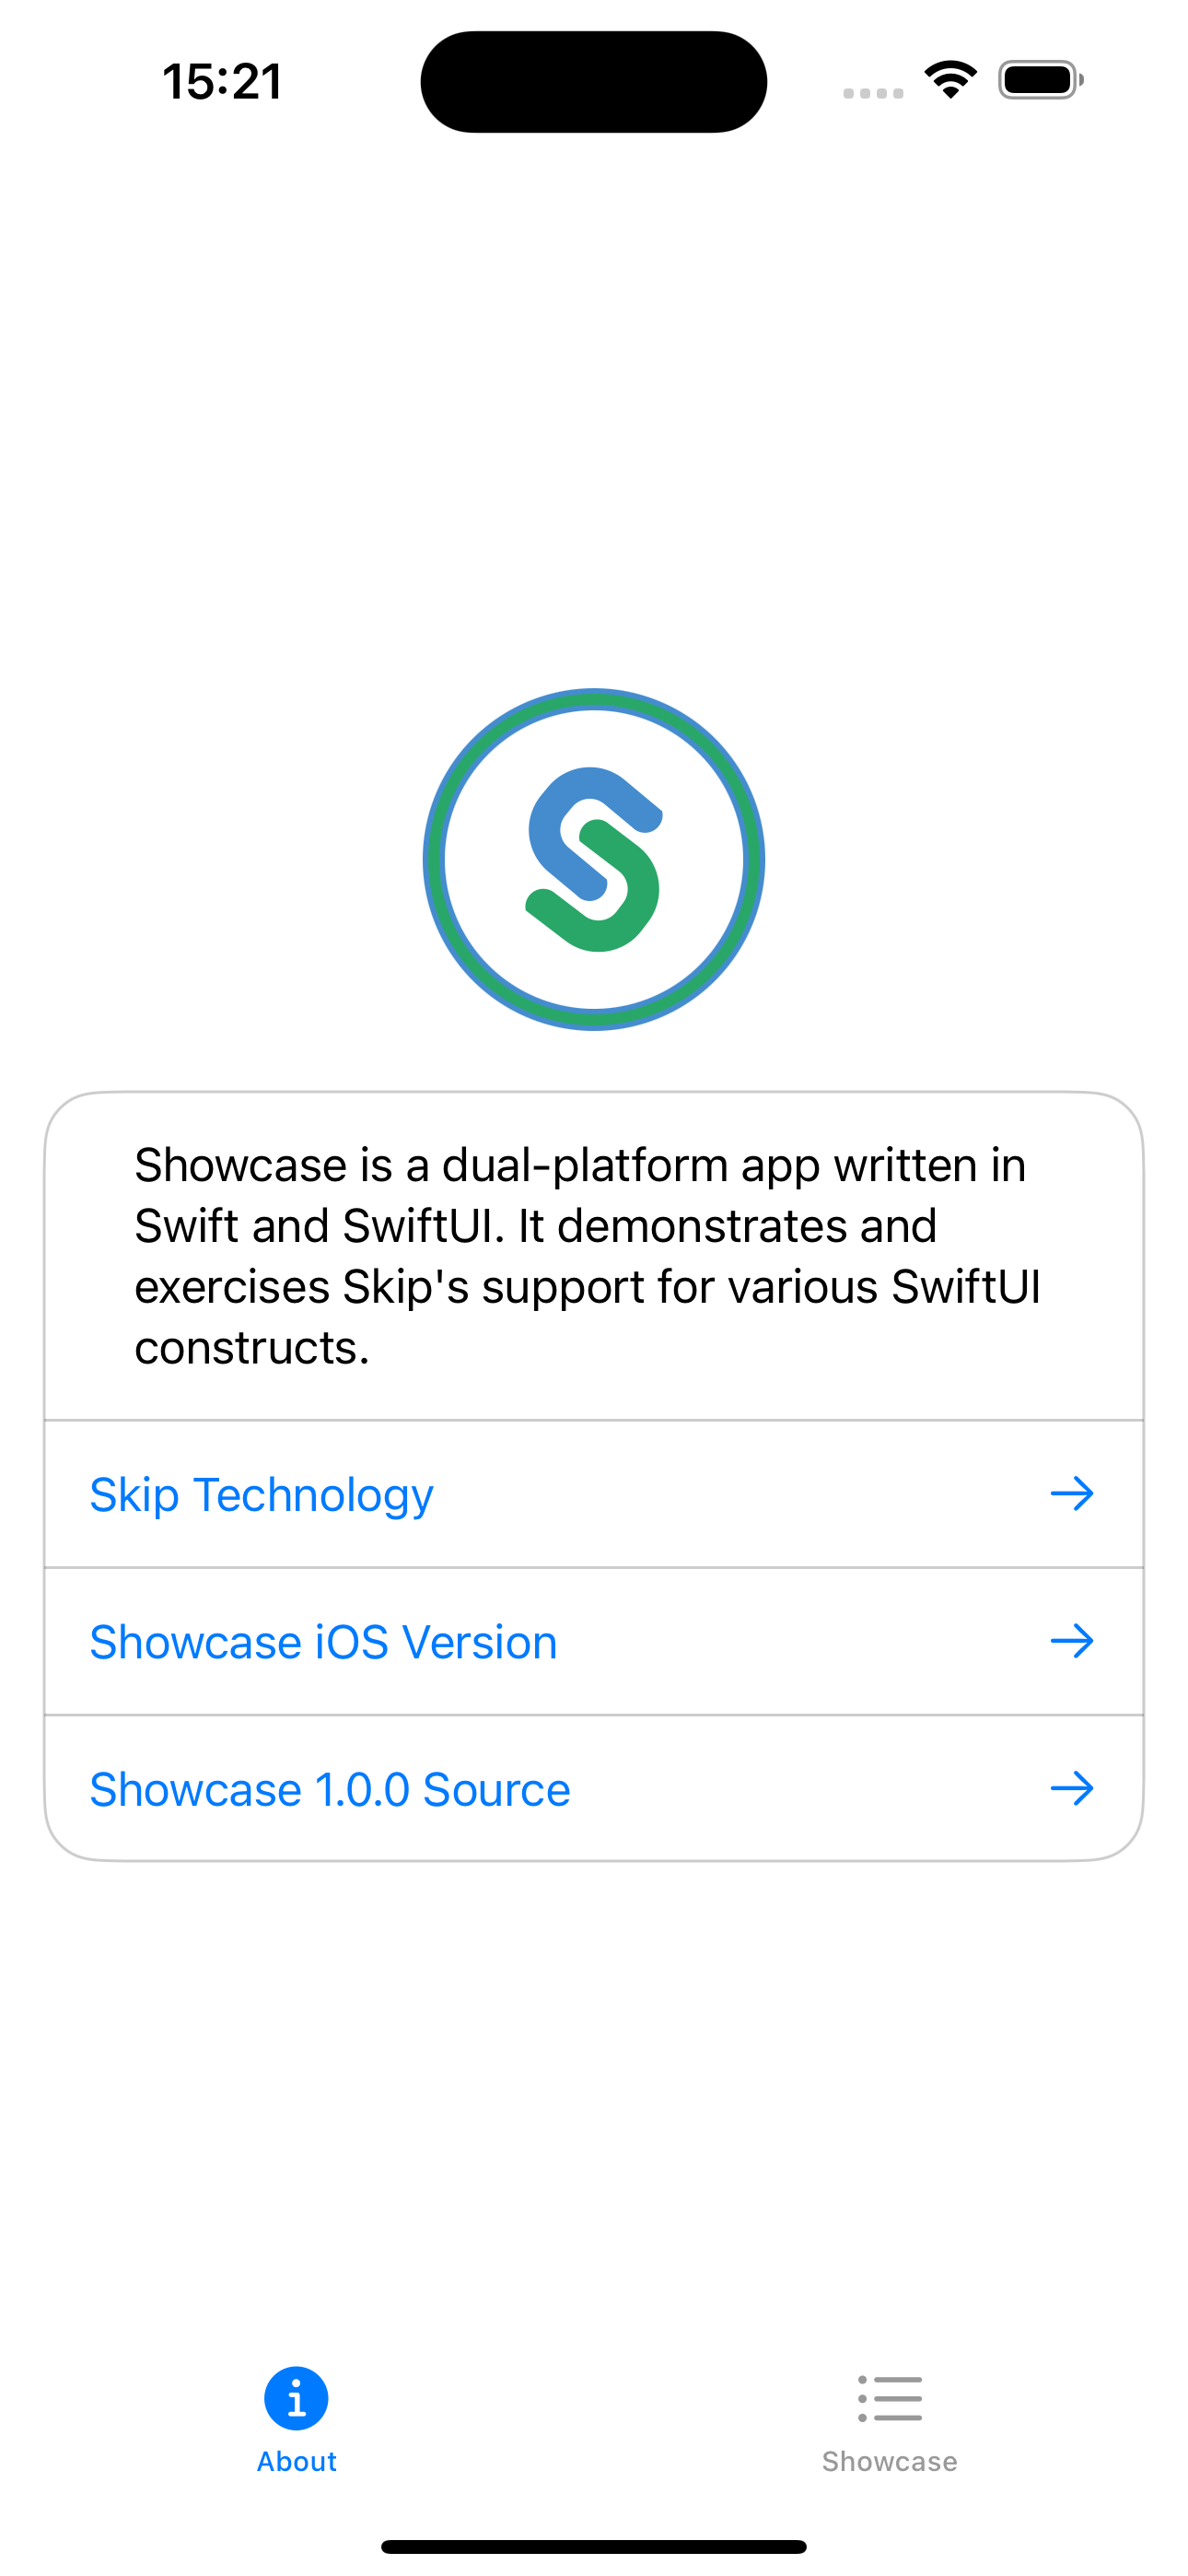 15:21
Showcase is a dual-platform app written in
Swift and SwiftUI. It demonstrates and
exercises Skip's support for various SwiftUI
constructs.
Skip Technology
Showcase iOS Version
Showcase 1.0.0 Source
About
Showcase